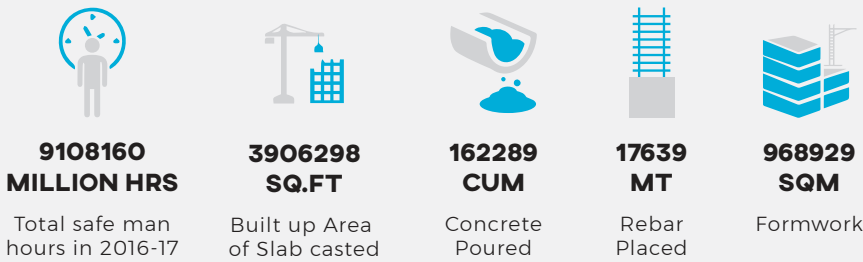 9108160
MILLION HRS
Total safe man
hours in 2016-17
3906298
SQ.FT
Built up Area
of Slab casted
162289
CUM
Concrete
Poured
17639
MT
Rebar
Placed
968929
SQM
Formwork